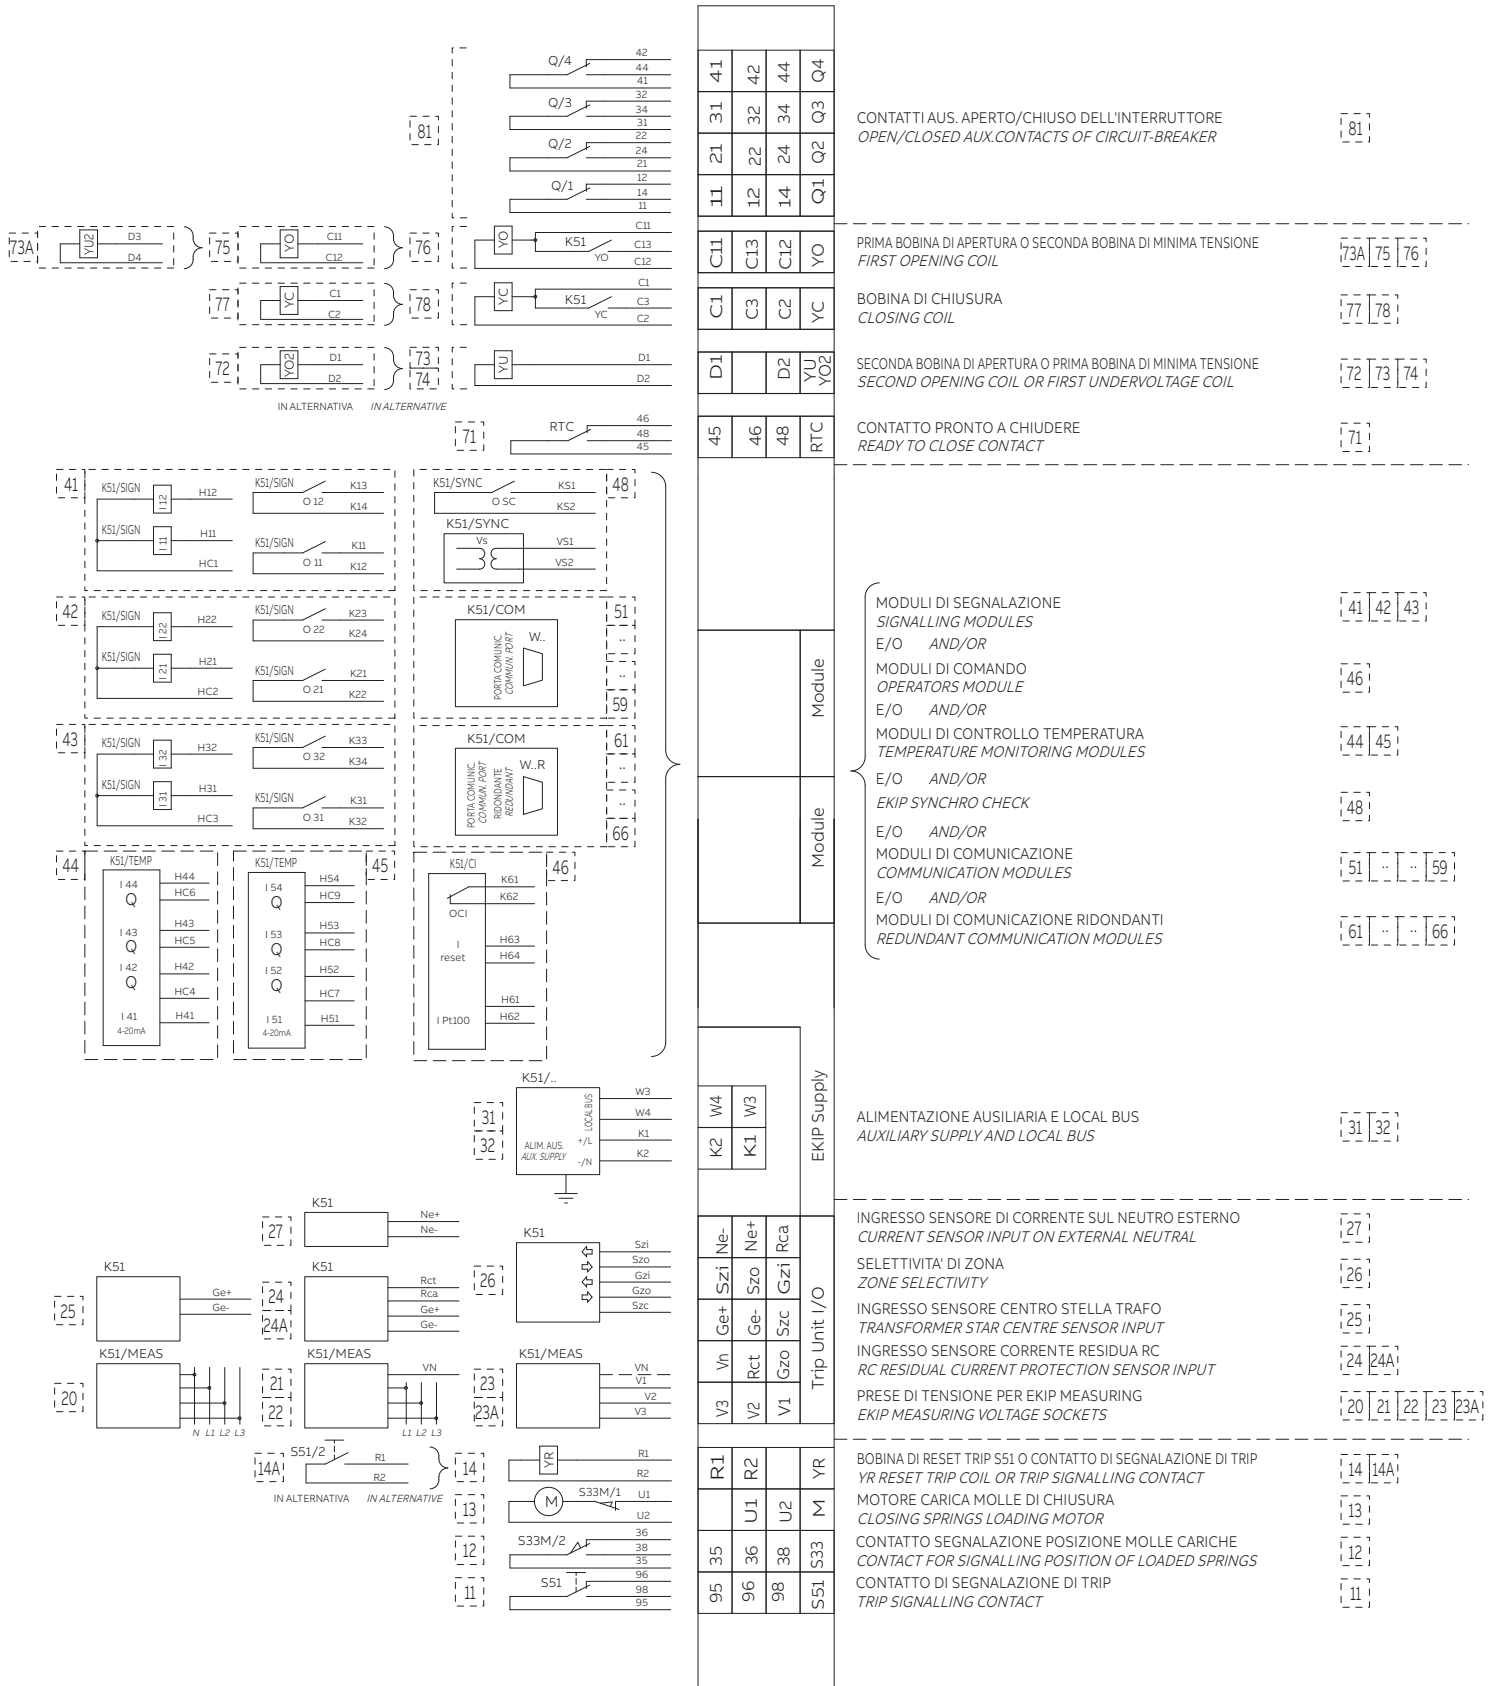 Q/4 42 44 41
41 42 44 Q4
Q/3 32 34 31
31 32 34 Q3
81
Q/2 22 24 21
21 22 24 Q2
Q/1 12 14 11
11 12 14 Q1
CONTATTI AUS. APERTO/CHIUSO DELL'INTERRUTTORE
OPEN/CLOSED AUX.CONTACTS OF CIRCUIT-BREAKER
81
73A YU2 D3 D4
75 YO C11 C12
76 YO K51 YO C11 C13 C12
C11 C13 C12 YO
PRIMA BOBINA DI APERTURA O SECONDA BOBINA DI MINIMA TENSIONE
FIRST OPENING COIL
73A 75 76
77 YC C1 C2
78 YC K51 YC C1 C3 C2
C1 C3 C2 YC
BOBINA DI CHIUSURA
CLOSING COIL
77 78
72 YO2 D1 D2
73 74 YU D1 D2
D1 D2 YU YO2
SECONDA BOBINA DI APERTURA O PRIMA BOBINA DI MINIMA TENSIONE
SECOND OPENING COIL OR FIRST UNDERVOLTAGE COIL
72 73 74
IN ALTERNATIVA IN ALTERNATIVE
71 RTC 46 48 45
45 46 48 RTC
CONTATTO PRONTO A CHIUDERE
READY TO CLOSE CONTACT
71
41
K51/SIGN I 12 H12
K51/SIGN O 12 K13 K14
K51/SIGN I 11 H11 HC1
K51/SIGN O 11 K11 K12
48
K51/SYNC O SC KS1 KS2
K51/SYNC
Vs VS1 VS2
42
K51/SIGN I 22 H22
K51/SIGN O 22 K23 K24
K51/SIGN I 21 H21 HC2
K51/SIGN O 21 K21 K22
K51/COM
PORTA COMUNIC.
COMMUN. PORT
W..
51 .. .. 59
43
K51/SIGN I 32 H32
K51/SIGN O 32 K33 K34
K51/SIGN I 31 H31 HC3
K51/SIGN O 31 K31 K32
K51/COM
PORTA COMUNIC.
COMMUN. PORT
RIDONDANTE
REDUNDANT
W..R
61 .. .. 66
44
K51/TEMP
I 44 Q H44 HC6
I 43 Q H43 HC5
I 42 Q H42 HC4
I 41 4-20mA H41
45
K51/TEMP
I 54 Q H54 HC9
I 53 Q H53 HC8
I 52 Q H52 HC7
I 51 4-20mA H51
46
K51/CI
OCI K61 K62
I reset H63 H64
I Pt100 H61 H62
Module
Module
MODULI DI SEGNALAZIONE
SIGNALLING MODULES
41 42 43
E/O AND/OR
MODULI DI COMANDO
OPERATORS MODULE
46
E/O AND/OR
MODULI DI CONTROLLO TEMPERATURA
TEMPERATURE MONITORING MODULES
44 45
E/O AND/OR
EKIP SYNCHRO CHECK
48
E/O AND/OR
MODULI DI COMUNICAZIONE
COMMUNICATION MODULES
51 .. .. 59
E/O AND/OR
MODULI DI COMUNICAZIONE RIDONDANTI
REDUNDANT COMMUNICATION MODULES
61 .. .. 66
31 32
K51/..
LOCAL BUS
ALIM. AUS.
AUX. SUPPLY
+/L
-/N
W3 W4 K1 K2
W4 W3
K2 K1
EKIP Supply
ALIMENTAZIONE AUSILIARIA E LOCAL BUS
AUXILIARY SUPPLY AND LOCAL BUS
31 32
27 K51 Ne+ Ne-
25 K51 Ge+ Ge-
24 24A K51 Rct Rca Ge+ Ge-
26 K51 Szi Szo Gzi Gzo Szc
Ne- Ne+ Rca
Szi Szo Gzi
Ge+ Ge- Szc
Vn Rct Gzo
V3 V2 V1
Trip Unit I/O
INGRESSO SENSORE DI CORRENTE SUL NEUTRO ESTERNO
CURRENT SENSOR INPUT ON EXTERNAL NEUTRAL
27
SELETTIVITA' DI ZONA
ZONE SELECTIVITY
26
INGRESSO SENSORE CENTRO STELLA TRAFO
TRANSFORMER STAR CENTRE SENSOR INPUT
25
INGRESSO SENSORE CORRENTE RESIDUA RC
RC RESIDUAL CURRENT PROTECTION SENSOR INPUT
24 24A
20 K51/MEAS N L1 L2 L3
21 22 K51/MEAS VN L1 L2 L3
23 23A K51/MEAS VN V1 V2 V3
PRESE DI TENSIONE PER EKIP MEASURING
EKIP MEASURING VOLTAGE SOCKETS
20 21 22 23 23A
14A S51/2 R1 R2
14 YR R1 R2
R1 R2 YR
IN ALTERNATIVA IN ALTERNATIVE
BOBINA DI RESET TRIP S51 O CONTATTO DI SEGNALAZIONE DI TRIP
YR RESET TRIP COIL OR TRIP SIGNALLING CONTACT
14 14A
13 M S33M/1 U1 U2
U1 U2 M
MOTORE CARICA MOLLE DI CHIUSURA
CLOSING SPRINGS LOADING MOTOR
13
12 S33M/2 36 38 35
35 36 38 S33
CONTATTO SEGNALAZIONE POSIZIONE MOLLE CARICHE
CONTACT FOR SIGNALLING POSITION OF LOADED SPRINGS
12
11 S51 96 98 95
95 96 98 S51
CONTATTO DI SEGNALAZIONE DI TRIP
TRIP SIGNALLING CONTACT
11